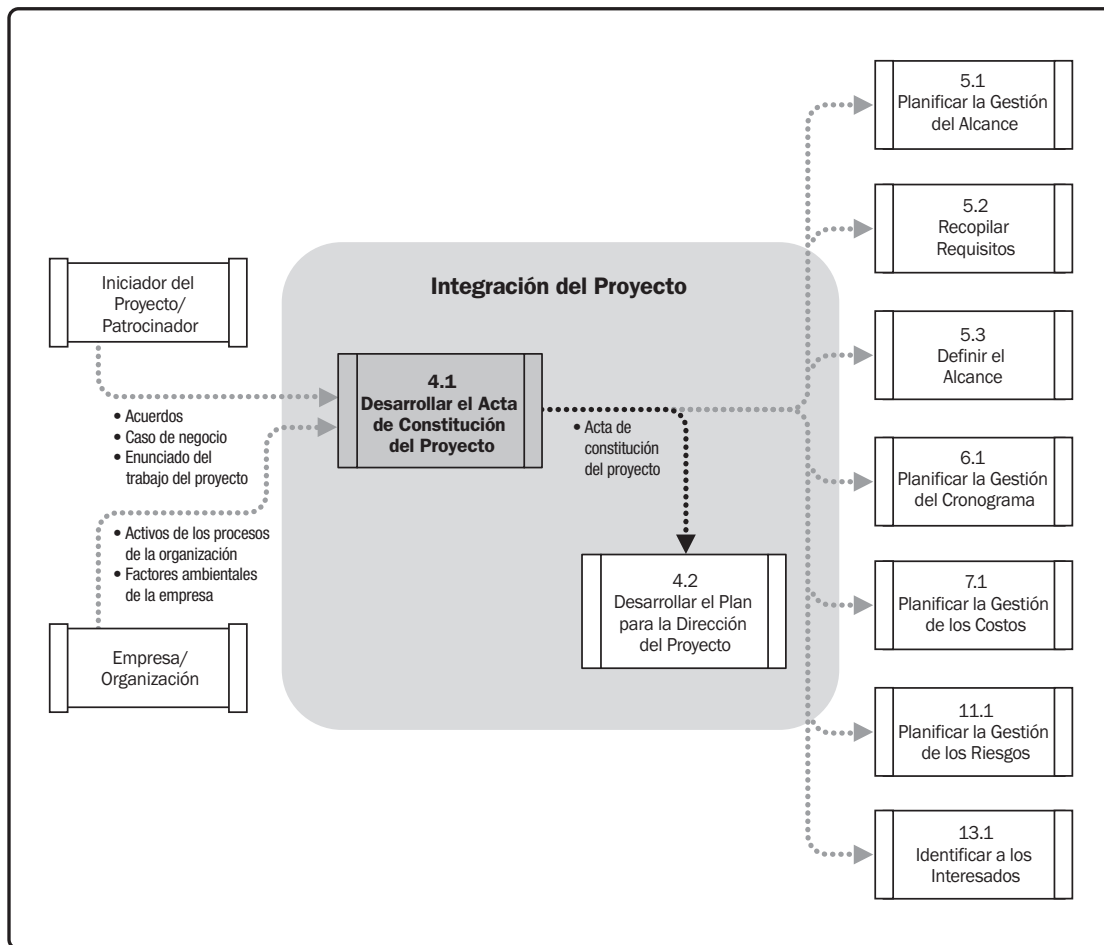 Integración del Proyecto
Iniciador del
Proyecto/
Patrocinador
• Acuerdos
• Caso de negocio
• Enunciado del
trabajo del proyecto
• Activos de los procesos
de la organización
• Factores ambientales
de la empresa
Empresa/
Organización
4.1
Desarrollar el Acta
de Constitución
del Proyecto
• Acta de
constitución
del proyecto
4.2
Desarrollar el Plan
para la Dirección
del Proyecto
5.1
Planificar la Gestión
del Alcance
5.2
Recopilar
Requisitos
5.3
Definir el
Alcance
6.1
Planificar la Gestión
del Cronograma
7.1
Planificar la Gestión
de los Costos
11.1
Planificar la Gestión
de los Riesgos
13.1
Identificar a los
Interesados